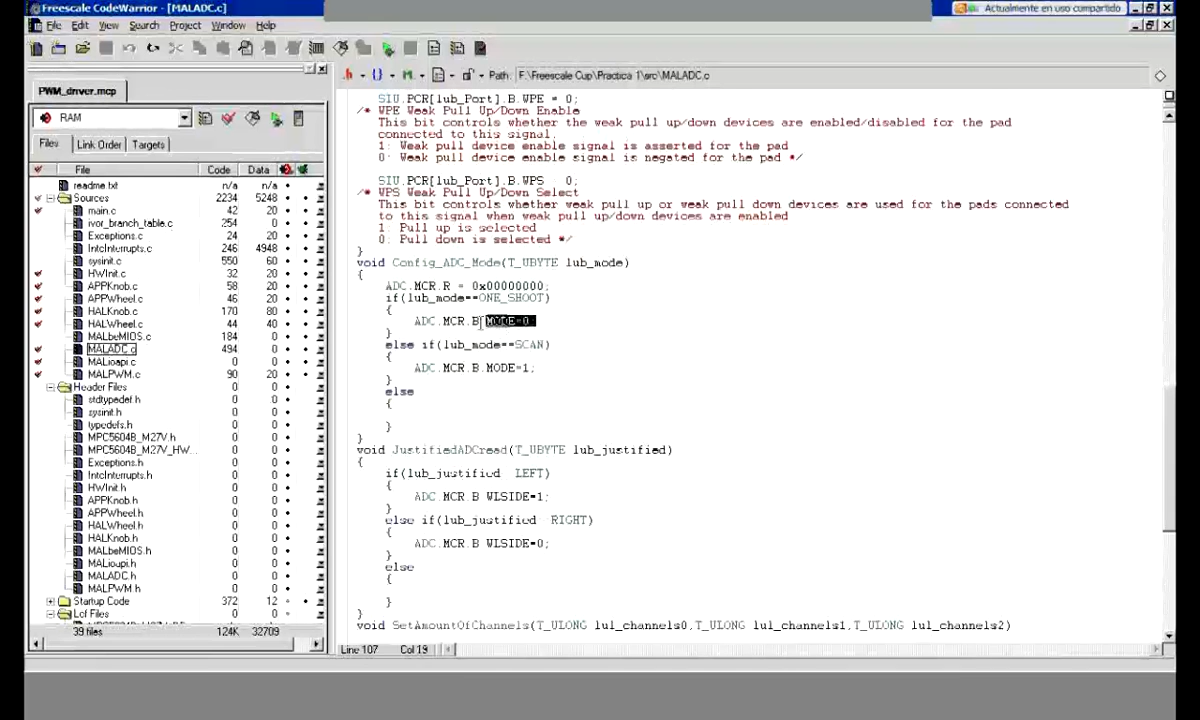 Freescale CodeWarrior - [MALADC.c]
Actualmente en uso compartido
File Edit View Search Project Window Help
Path: F:\Freescale Cup\Practica 1\src\MALADC.c
PWM_driver.mcp
RAM
Files Link Order Targets
File Code Data
readme.txt n/a n/a
Sources 2234 5248
main.c 42 20
ivor_branch_table.c 254 0
Exceptions.c 24 20
IntcInterrupts.c 246 4948
sysinit.c 550 60
HWInit.c 32 20
APPKnob.c 58 20
APPWheel.c 46 20
HALKnob.c 170 80
HALWheel.c 44 40
MALbeMIOS.c 184 0
MALADC.c 494 0
MALioapi.c 0 0
MALPWM.c 90 20
Header Files 0 0
stdtypedef.h 0 0
sysinit.h 0 0
typedefs.h 0 0
MPC5604B_M27V.h 0 0
MPC5604B_M27V_HW... 0 0
Exceptions.h 0 0
IntcInterrupts.h 0 0
HWInit.h 0 0
APPKnob.h 0 0
APPWheel.h 0 0
HALWheel.h 0 0
HALKnob.h 0 0
MALbeMIOS.h 0 0
MALioapi.h 0 0
MALADC.h 0 0
MALPWM.h 0 0
Startup Code 372 12
Lcf Files 0 0
39 files 124K 32709
SIU.PCR[lub_Port].B.WPE = 0;
/* WPE Weak Pull Up/Down Enable
This bit controls whether the weak pull up/down devices are enabled/disabled for the pad
connected to this signal.
1: Weak pull device enable signal is asserted for the pad
0: Weak pull device enable signal is negated for the pad */
SIU.PCR[lub_Port].B.WPS = 0;
/* WPS Weak Pull Up/Down Select
This bit controls whether weak pull up or weak pull down devices are used for the pads connected
to this signal when weak pull up/down devices are enabled
1: Pull up is selected
0: Pull down is selected */
}
void Config_ADC_Mode(T_UBYTE lub_mode)
{
ADC.MCR.R = 0x00000000;
if(lub_mode==ONE_SHOOT)
{
ADC.MCR.B.MODE=0;
}
else if(lub_mode==SCAN)
{
ADC.MCR.B.MODE=1;
}
else
{
}
}
void JustifiedADCread(T_UBYTE lub_justified)
{
if(lub_justified LEFT)
{
ADC.MCR.B.WLSIDE=1;
}
else if(lub_justified RIGHT)
{
ADC.MCR.B.WLSIDE=0;
}
else
{
}
}
void SetAmountOfChannels(T_ULONG lul_channels0,T_ULONG lul_channels1,T_ULONG lul_channels2)
Line 107 Col 19